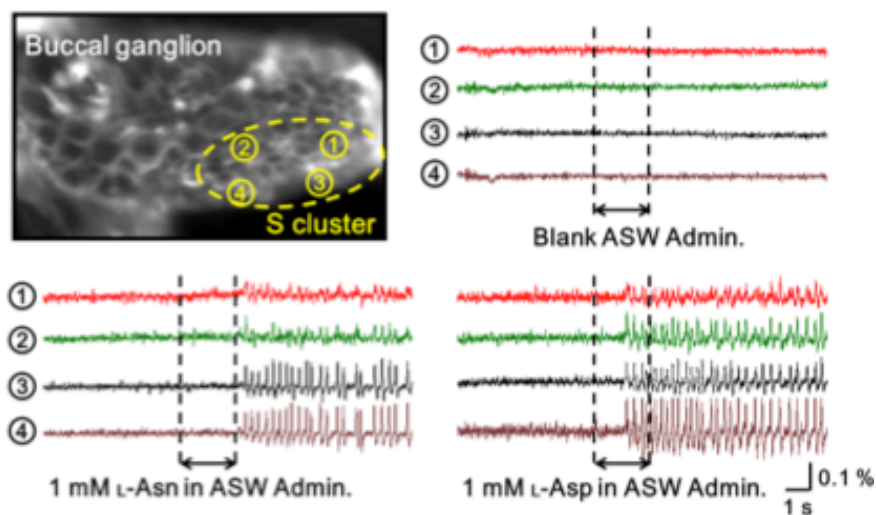 Buccal ganglion
① 
②
③
④
S cluster
①
②
③
④
Blank ASW Admin.
①
②
③
④
1 mM ʟ-Asn in ASW Admin.
1 mM ʟ-Asp in ASW Admin.
0.1 %
1 s